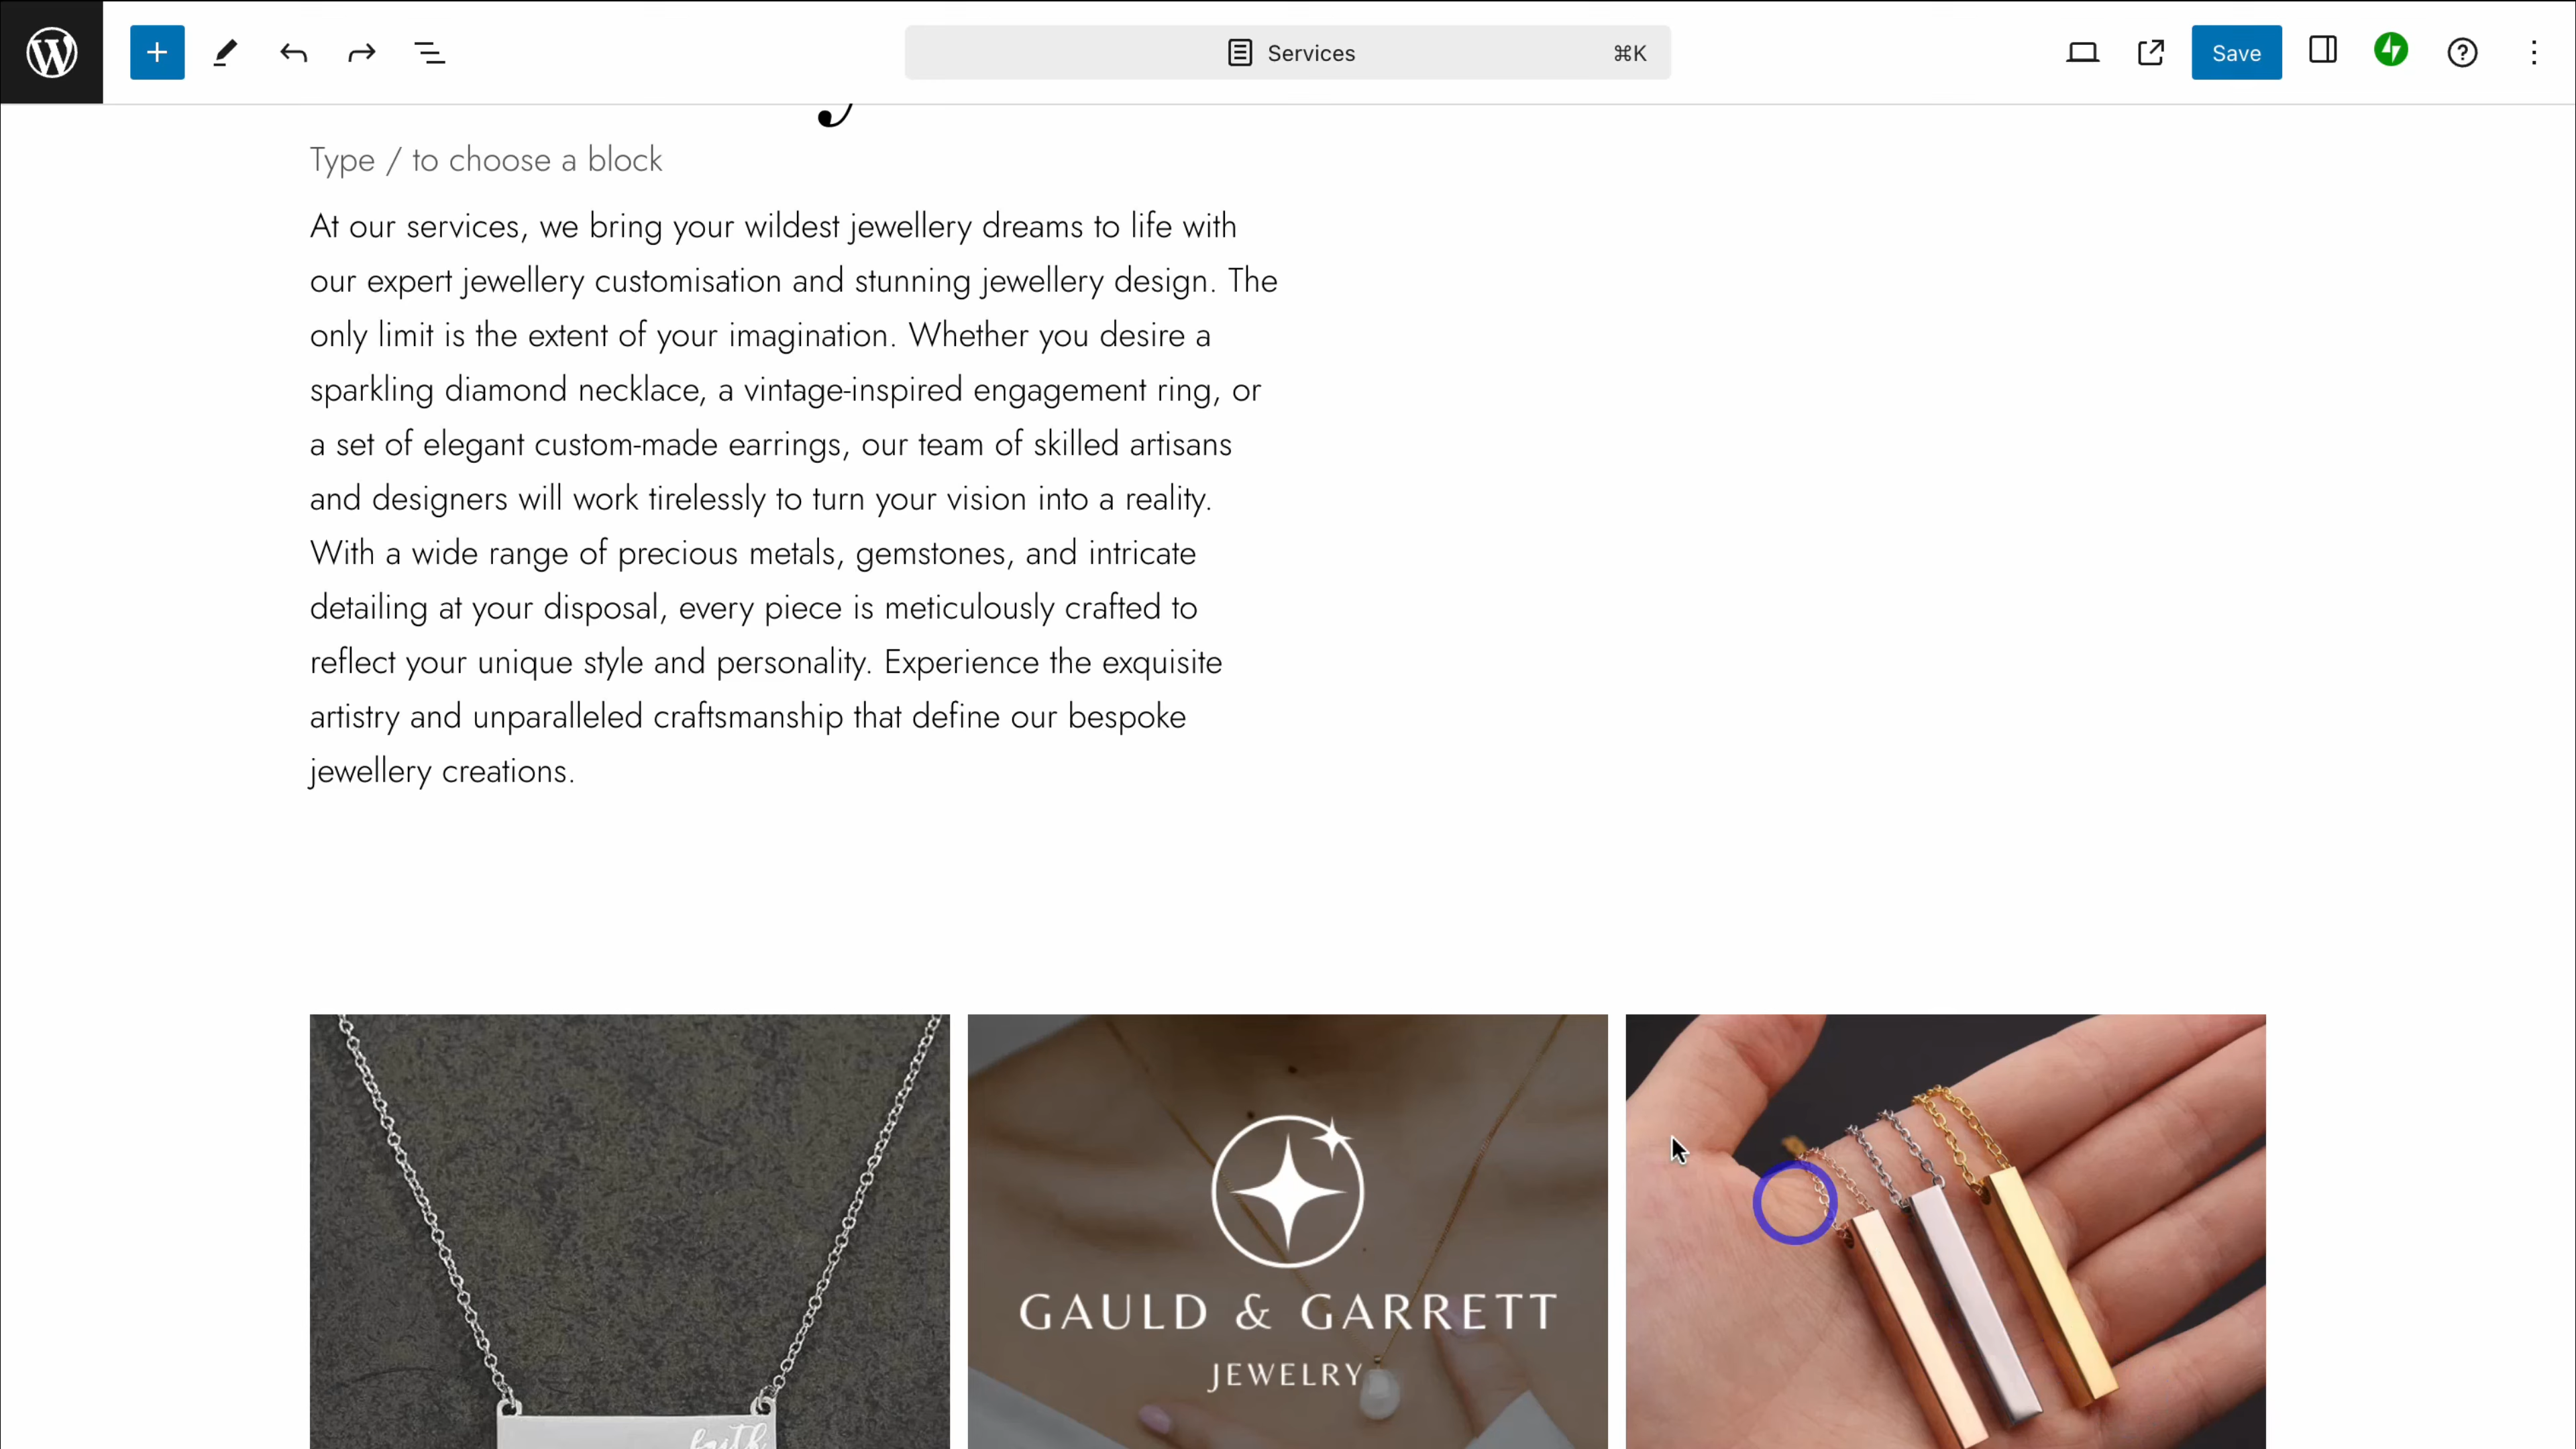 Services
⌘K
Save
Type / to choose a block
At our services, we bring your wildest jewellery dreams to life with
our expert jewellery customisation and stunning jewellery design. The
only limit is the extent of your imagination. Whether you desire a
sparkling diamond necklace, a vintage-inspired engagement ring, or
a set of elegant custom-made earrings, our team of skilled artisans
and designers will work tirelessly to turn your vision into a reality.
With a wide range of precious metals, gemstones, and intricate
detailing at your disposal, every piece is meticulously crafted to
reflect your unique style and personality. Experience the exquisite
artistry and unparalleled craftsmanship that define our bespoke
jewellery creations.
GAULD & GARRETT
JEWELRY
faith